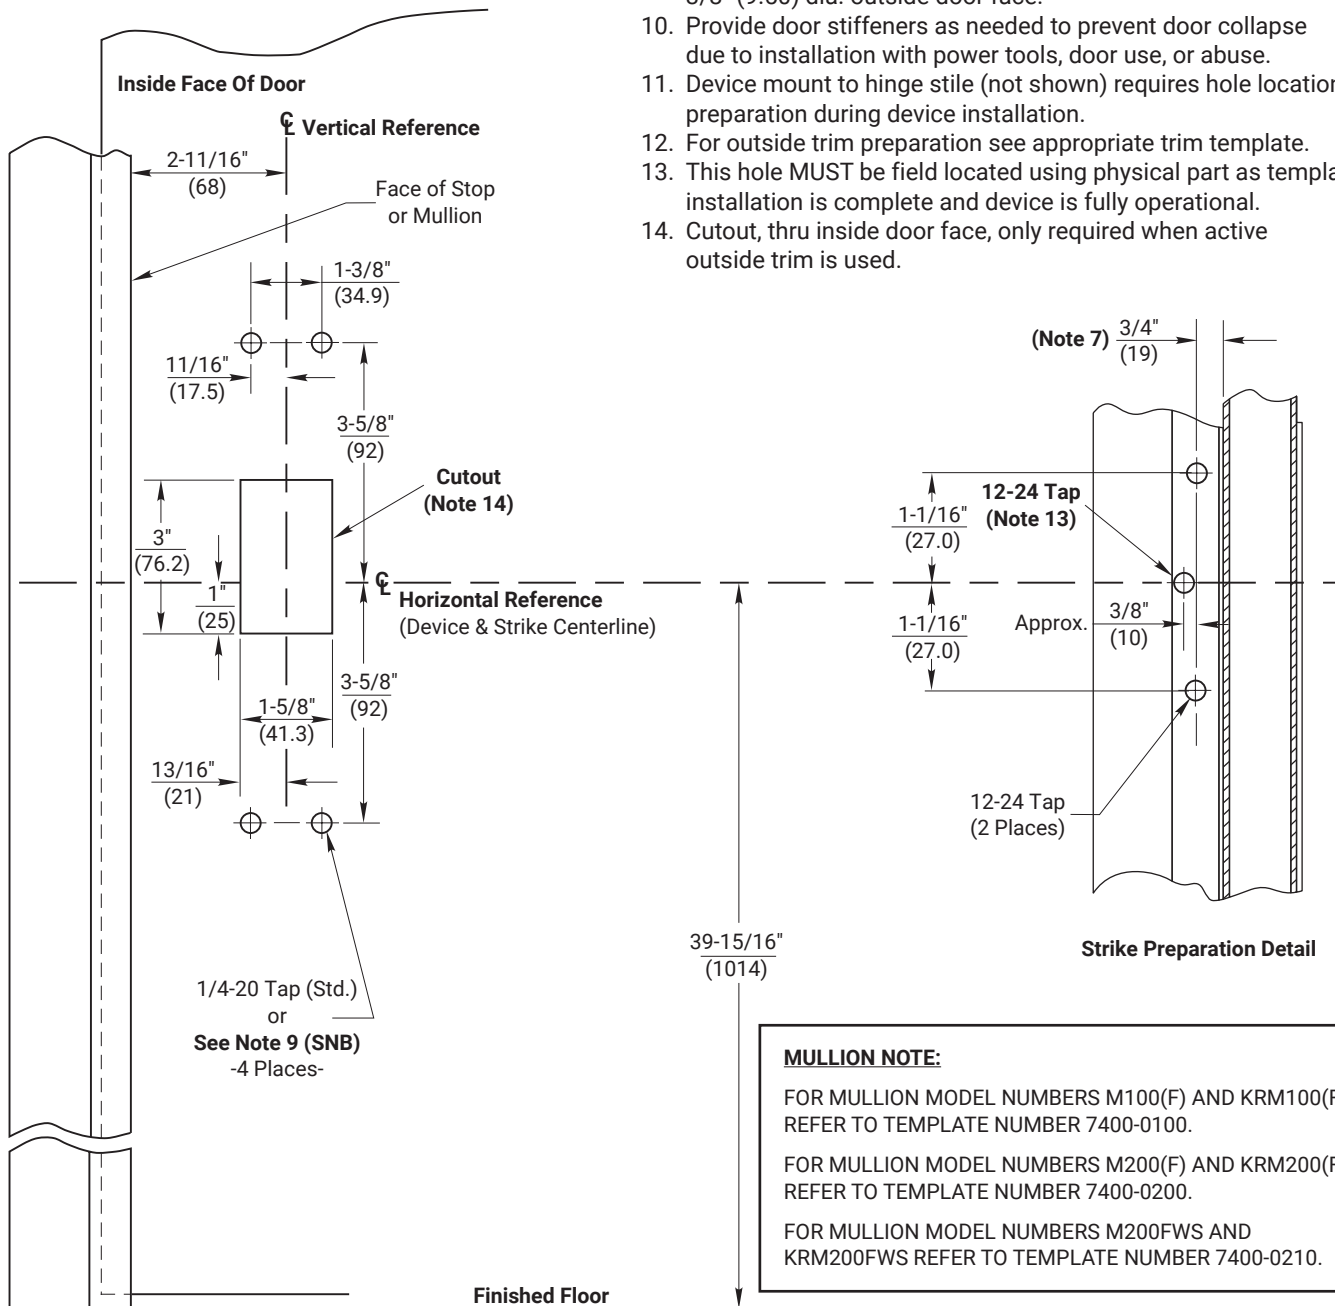 3/8" (9.80) dia. outside door face.
10. Provide door stiffeners as needed to prevent door collapse
due to installation with power tools, door use, or abuse.
11. Device mount to hinge stile (not shown) requires hole location
preparation during device installation.
12. For outside trim preparation see appropriate trim template.
13. This hole MUST be field located using physical part as templa
installation is complete and device is fully operational.
14. Cutout, thru inside door face, only required when active
outside trim is used.
Inside Face Of Door
℄ Vertical Reference
2-11/16"
(68)
Face of Stop
or Mullion
1-3/8"
(34.9)
11/16"
(17.5)
3-5/8"
(92)
Cutout
(Note 14)
3"
(76.2)
1"
(25)
℄
Horizontal Reference
(Device & Strike Centerline)
3-5/8"
(92)
1-5/8"
(41.3)
13/16"
(21)
1/4-20 Tap (Std.)
or
See Note 9 (SNB)
-4 Places-
39-15/16"
(1014)
Finished Floor
(Note 7) 3/4"
(19)
12-24 Tap
(Note 13)
1-1/16"
(27.0)
1-1/16"
(27.0)
Approx. 3/8"
(10)
12-24 Tap
(2 Places)
Strike Preparation Detail
MULLION NOTE:
FOR MULLION MODEL NUMBERS M100(F) AND KRM100(F
REFER TO TEMPLATE NUMBER 7400-0100.
FOR MULLION MODEL NUMBERS M200(F) AND KRM200(F
REFER TO TEMPLATE NUMBER 7400-0200.
FOR MULLION MODEL NUMBERS M200FWS AND
KRM200FWS REFER TO TEMPLATE NUMBER 7400-0210.